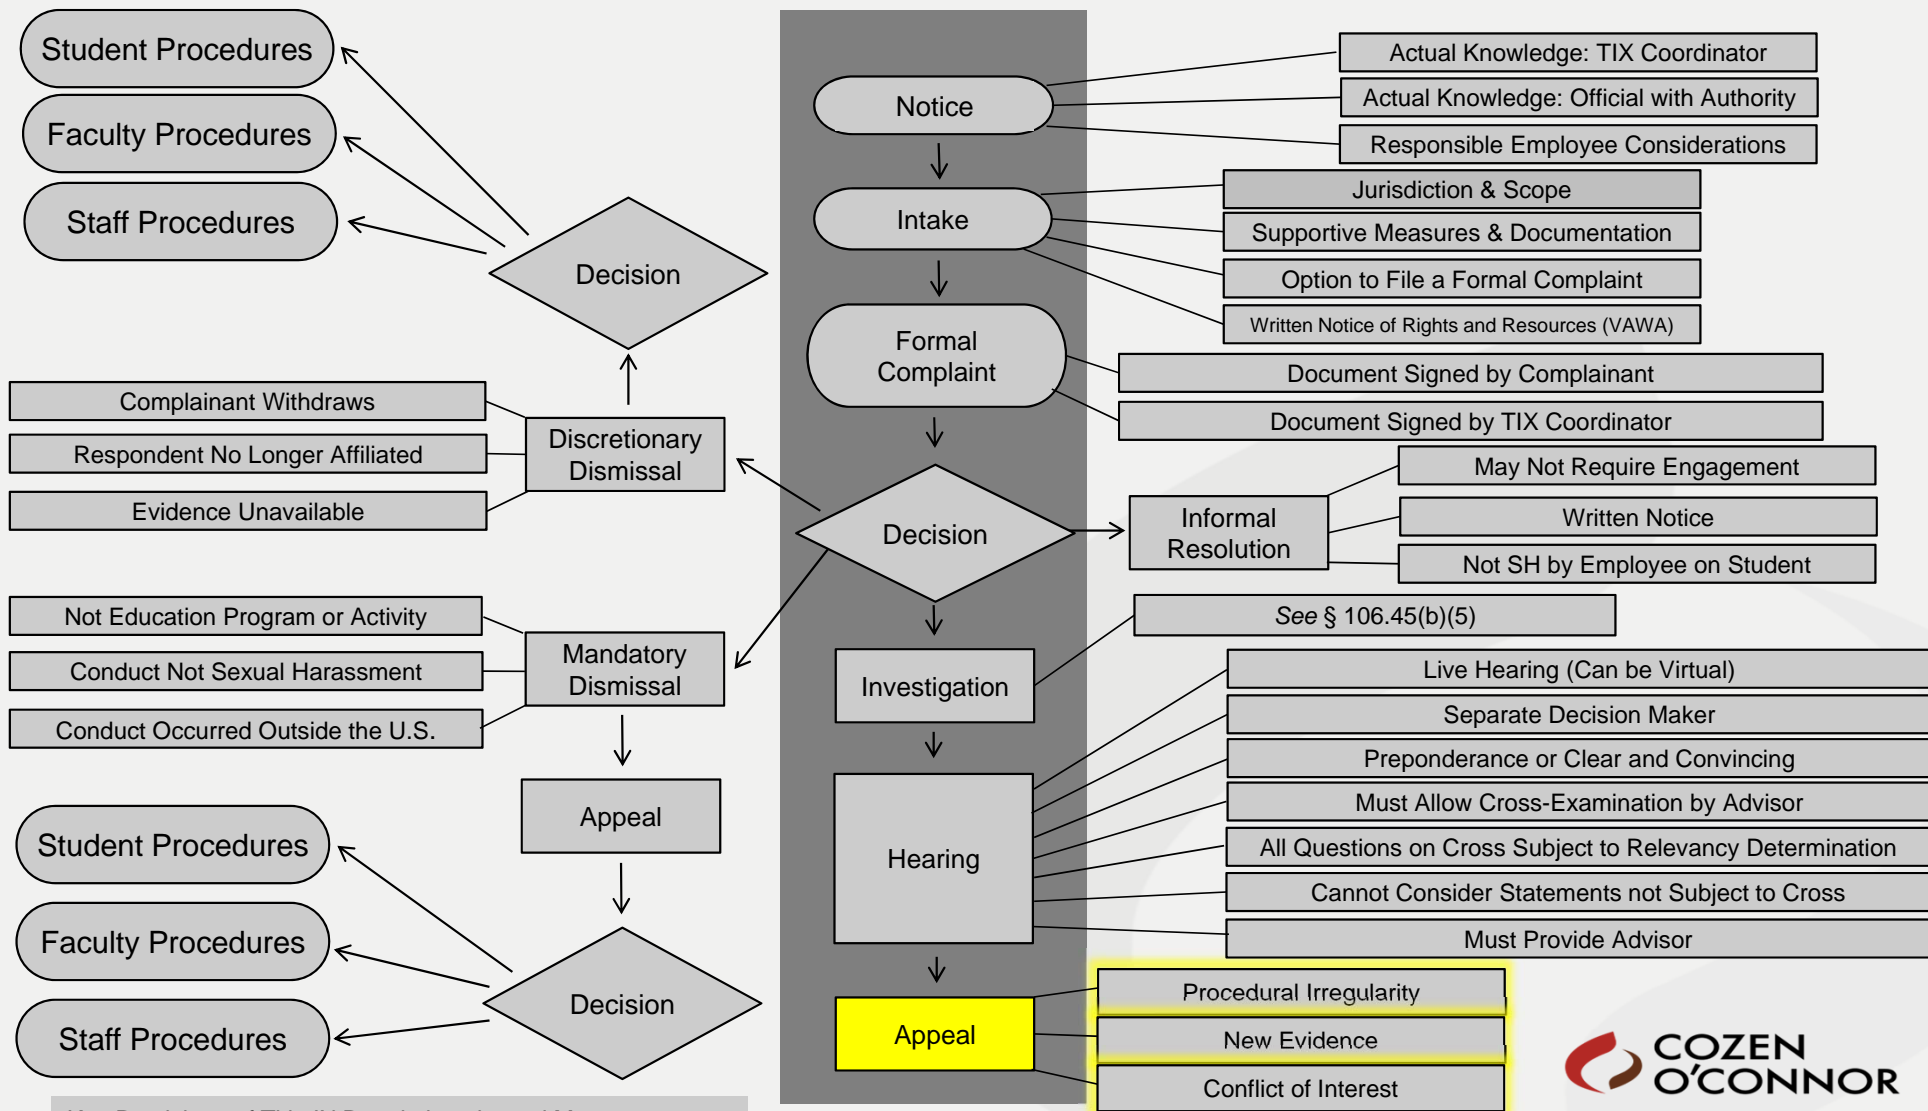 Student Procedures
Faculty Procedures
Staff Procedures
Decision
Complainant Withdraws
Respondent No Longer Affiliated
Evidence Unavailable
Discretionary
Dismissal
Not Education Program or Activity
Conduct Not Sexual Harassment
Conduct Occurred Outside the U.S.
Mandatory
Dismissal
Appeal
Student Procedures
Faculty Procedures
Staff Procedures
Decision
Notice
Actual Knowledge: TIX Coordinator
Actual Knowledge: Official with Authority
Responsible Employee Considerations
Intake
Jurisdiction & Scope
Supportive Measures & Documentation
Option to File a Formal Complaint
Written Notice of Rights and Resources (VAWA)
Formal
Complaint
Document Signed by Complainant
Document Signed by TIX Coordinator
Decision
Informal
Resolution
May Not Require Engagement
Written Notice
Not SH by Employee on Student
Investigation
See § 106.45(b)(5)
Hearing
Live Hearing (Can be Virtual)
Separate Decision Maker
Preponderance or Clear and Convincing
Must Allow Cross-Examination by Advisor
All Questions on Cross Subject to Relevancy Determination
Cannot Consider Statements not Subject to Cross
Must Provide Advisor
Appeal
Procedural Irregularity
New Evidence
Conflict of Interest
COZEN
O'CONNOR